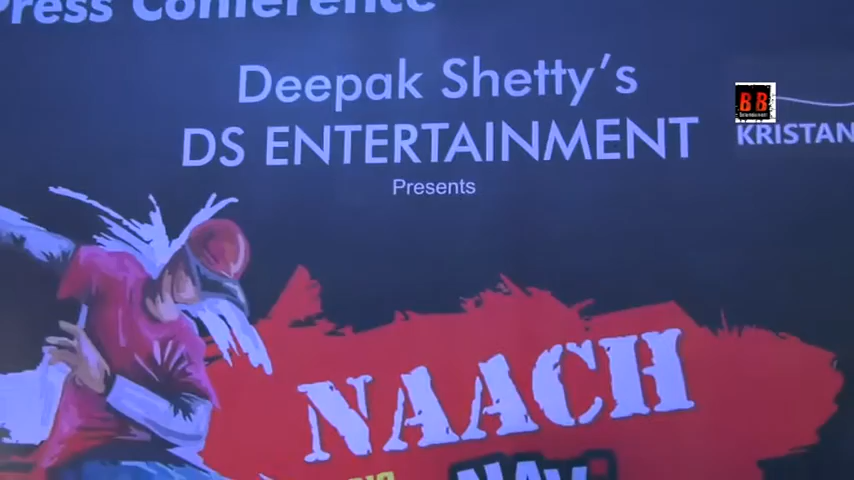 Press Conference
Deepak Shetty's
DS ENTERTAINMENT
Presents
BB
KRISTAN
NAACH